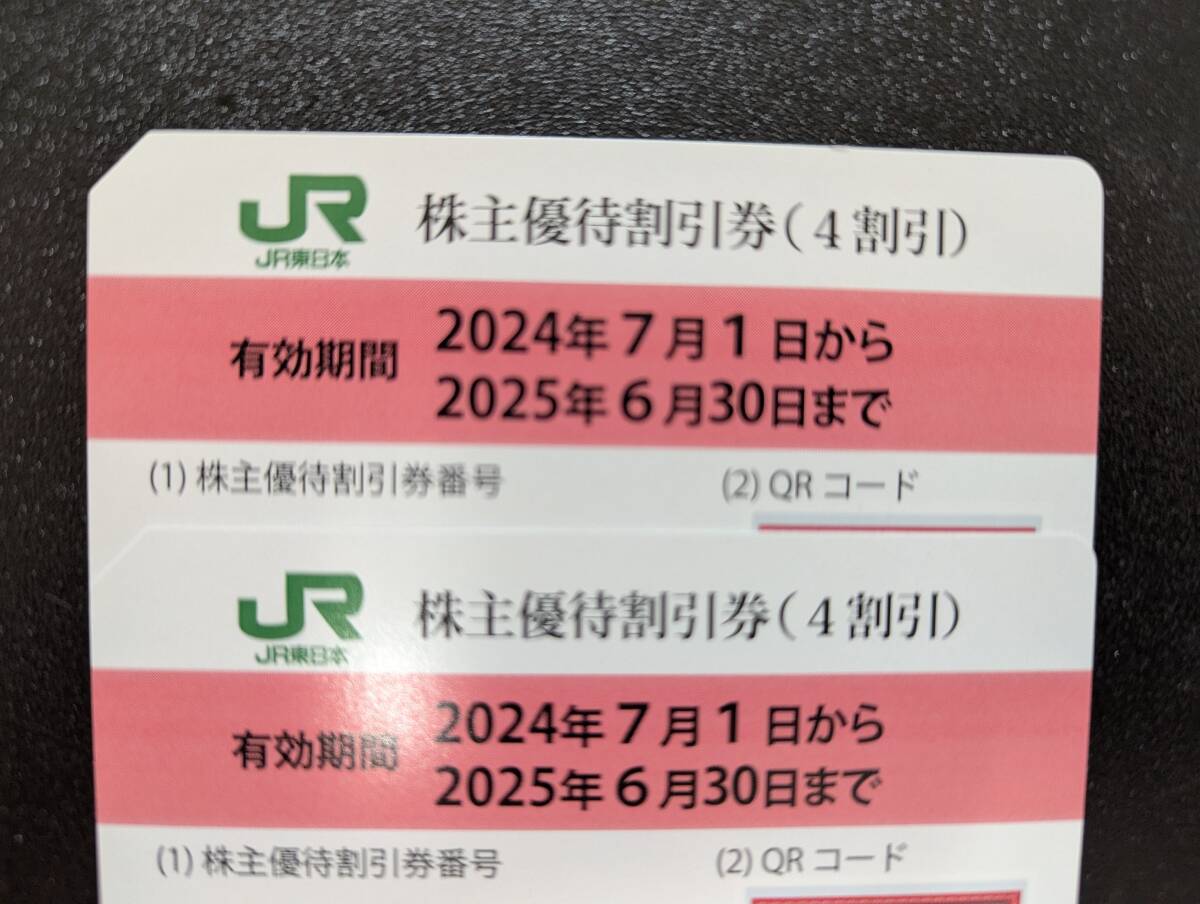 JR 株主優待割引券(4割引)
JR東日本
有効期間 2024年7月1日から
2025年6月30日まで
(1) 株主優待割引券番号 (2) QRコード
JR 株主優待割引券(4割引)
JR東日本
有効期間 2024年7月1日から
2025年6月30日まで
(1) 株主優待割引券番号 (2) QRコード